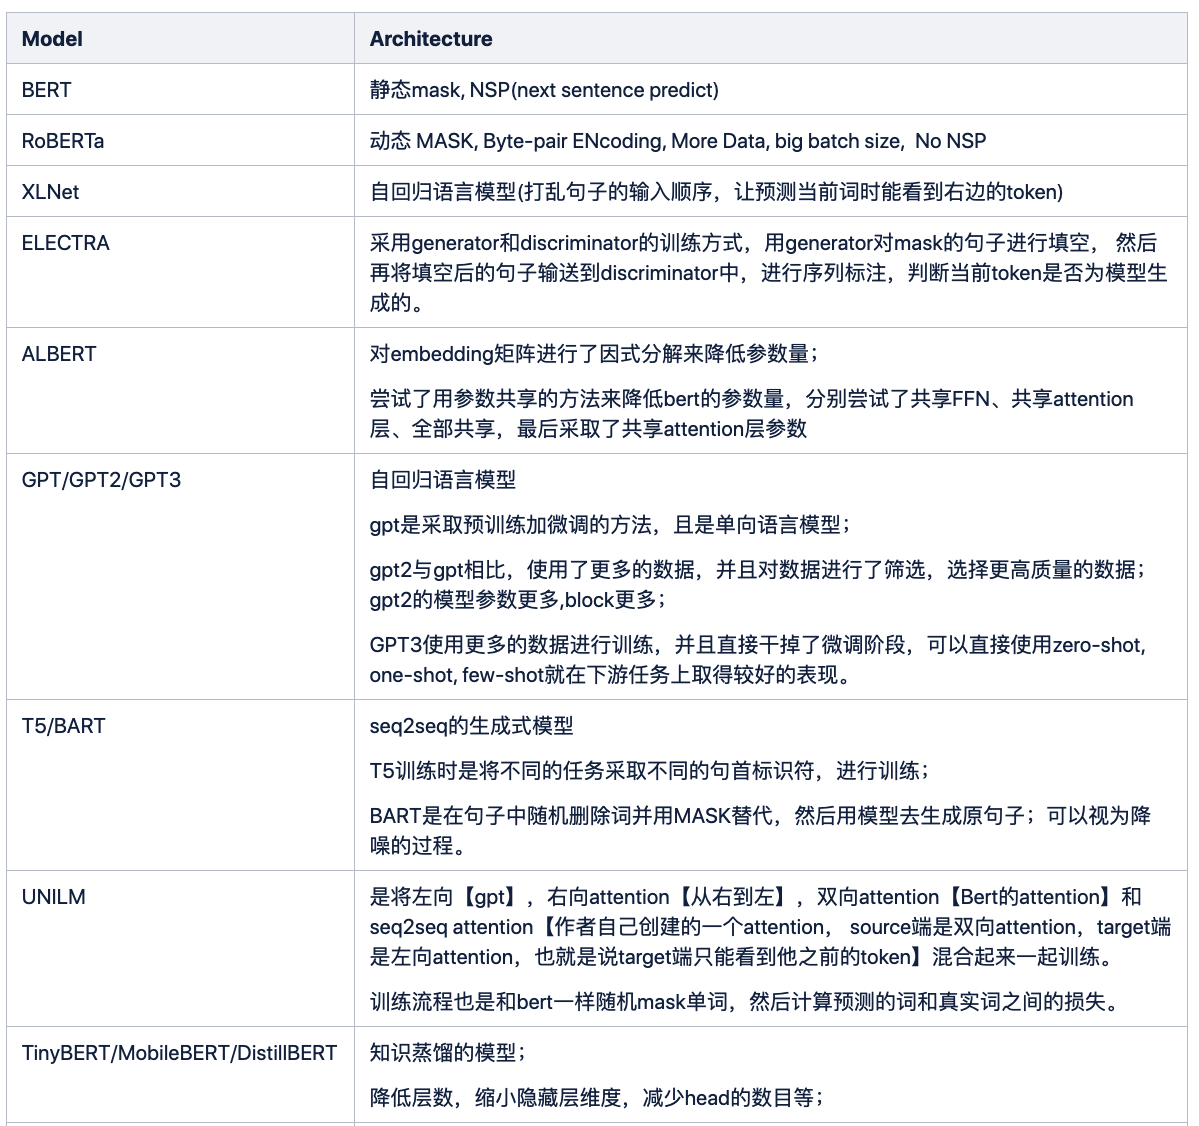 Model
Architecture
BERT
静态mask, NSP(next sentence predict)
RoBERTa
动态 MASK, Byte-pair ENcoding, More Data, big batch size,  No NSP
XLNet
自回归语言模型(打乱句子的输入顺序，让预测当前词时能看到右边的token)
ELECTRA
采用generator和discriminator的训练方式，用generator对mask的句子进行填空， 然后
再将填空后的句子输送到discriminator中，进行序列标注，判断当前token是否为模型生
成的。
ALBERT
对embedding矩阵进行了因式分解来降低参数量；
尝试了用参数共享的方法来降低bert的参数量，分别尝试了共享FFN、共享attention
层、全部共享，最后采取了共享attention层参数
GPT/GPT2/GPT3
自回归语言模型
gpt是采取预训练加微调的方法，且是单向语言模型；
gpt2与gpt相比，使用了更多的数据，并且对数据进行了筛选，选择更高质量的数据；
gpt2的模型参数更多,block更多；
GPT3使用更多的数据进行训练，并且直接干掉了微调阶段，可以直接使用zero-shot,
one-shot, few-shot就在下游任务上取得较好的表现。
T5/BART
seq2seq的生成式模型
T5训练时是将不同的任务采取不同的句首标识符，进行训练；
BART是在句子中随机删除词并用MASK替代，然后用模型去生成原句子；可以视为降
噪的过程。
UNILM
是将左向【gpt】，右向attention【从右到左】，双向attention【Bert的attention】和
seq2seq attention【作者自己创建的一个attention， source端是双向attention，target端
是左向attention，也就是说target端只能看到他之前的token】混合起来一起训练。
训练流程也是和bert一样随机mask单词，然后计算预测的词和真实词之间的损失。
TinyBERT/MobileBERT/DistillBERT
知识蒸馏的模型；
降低层数，缩小隐藏层维度，减少head的数目等；